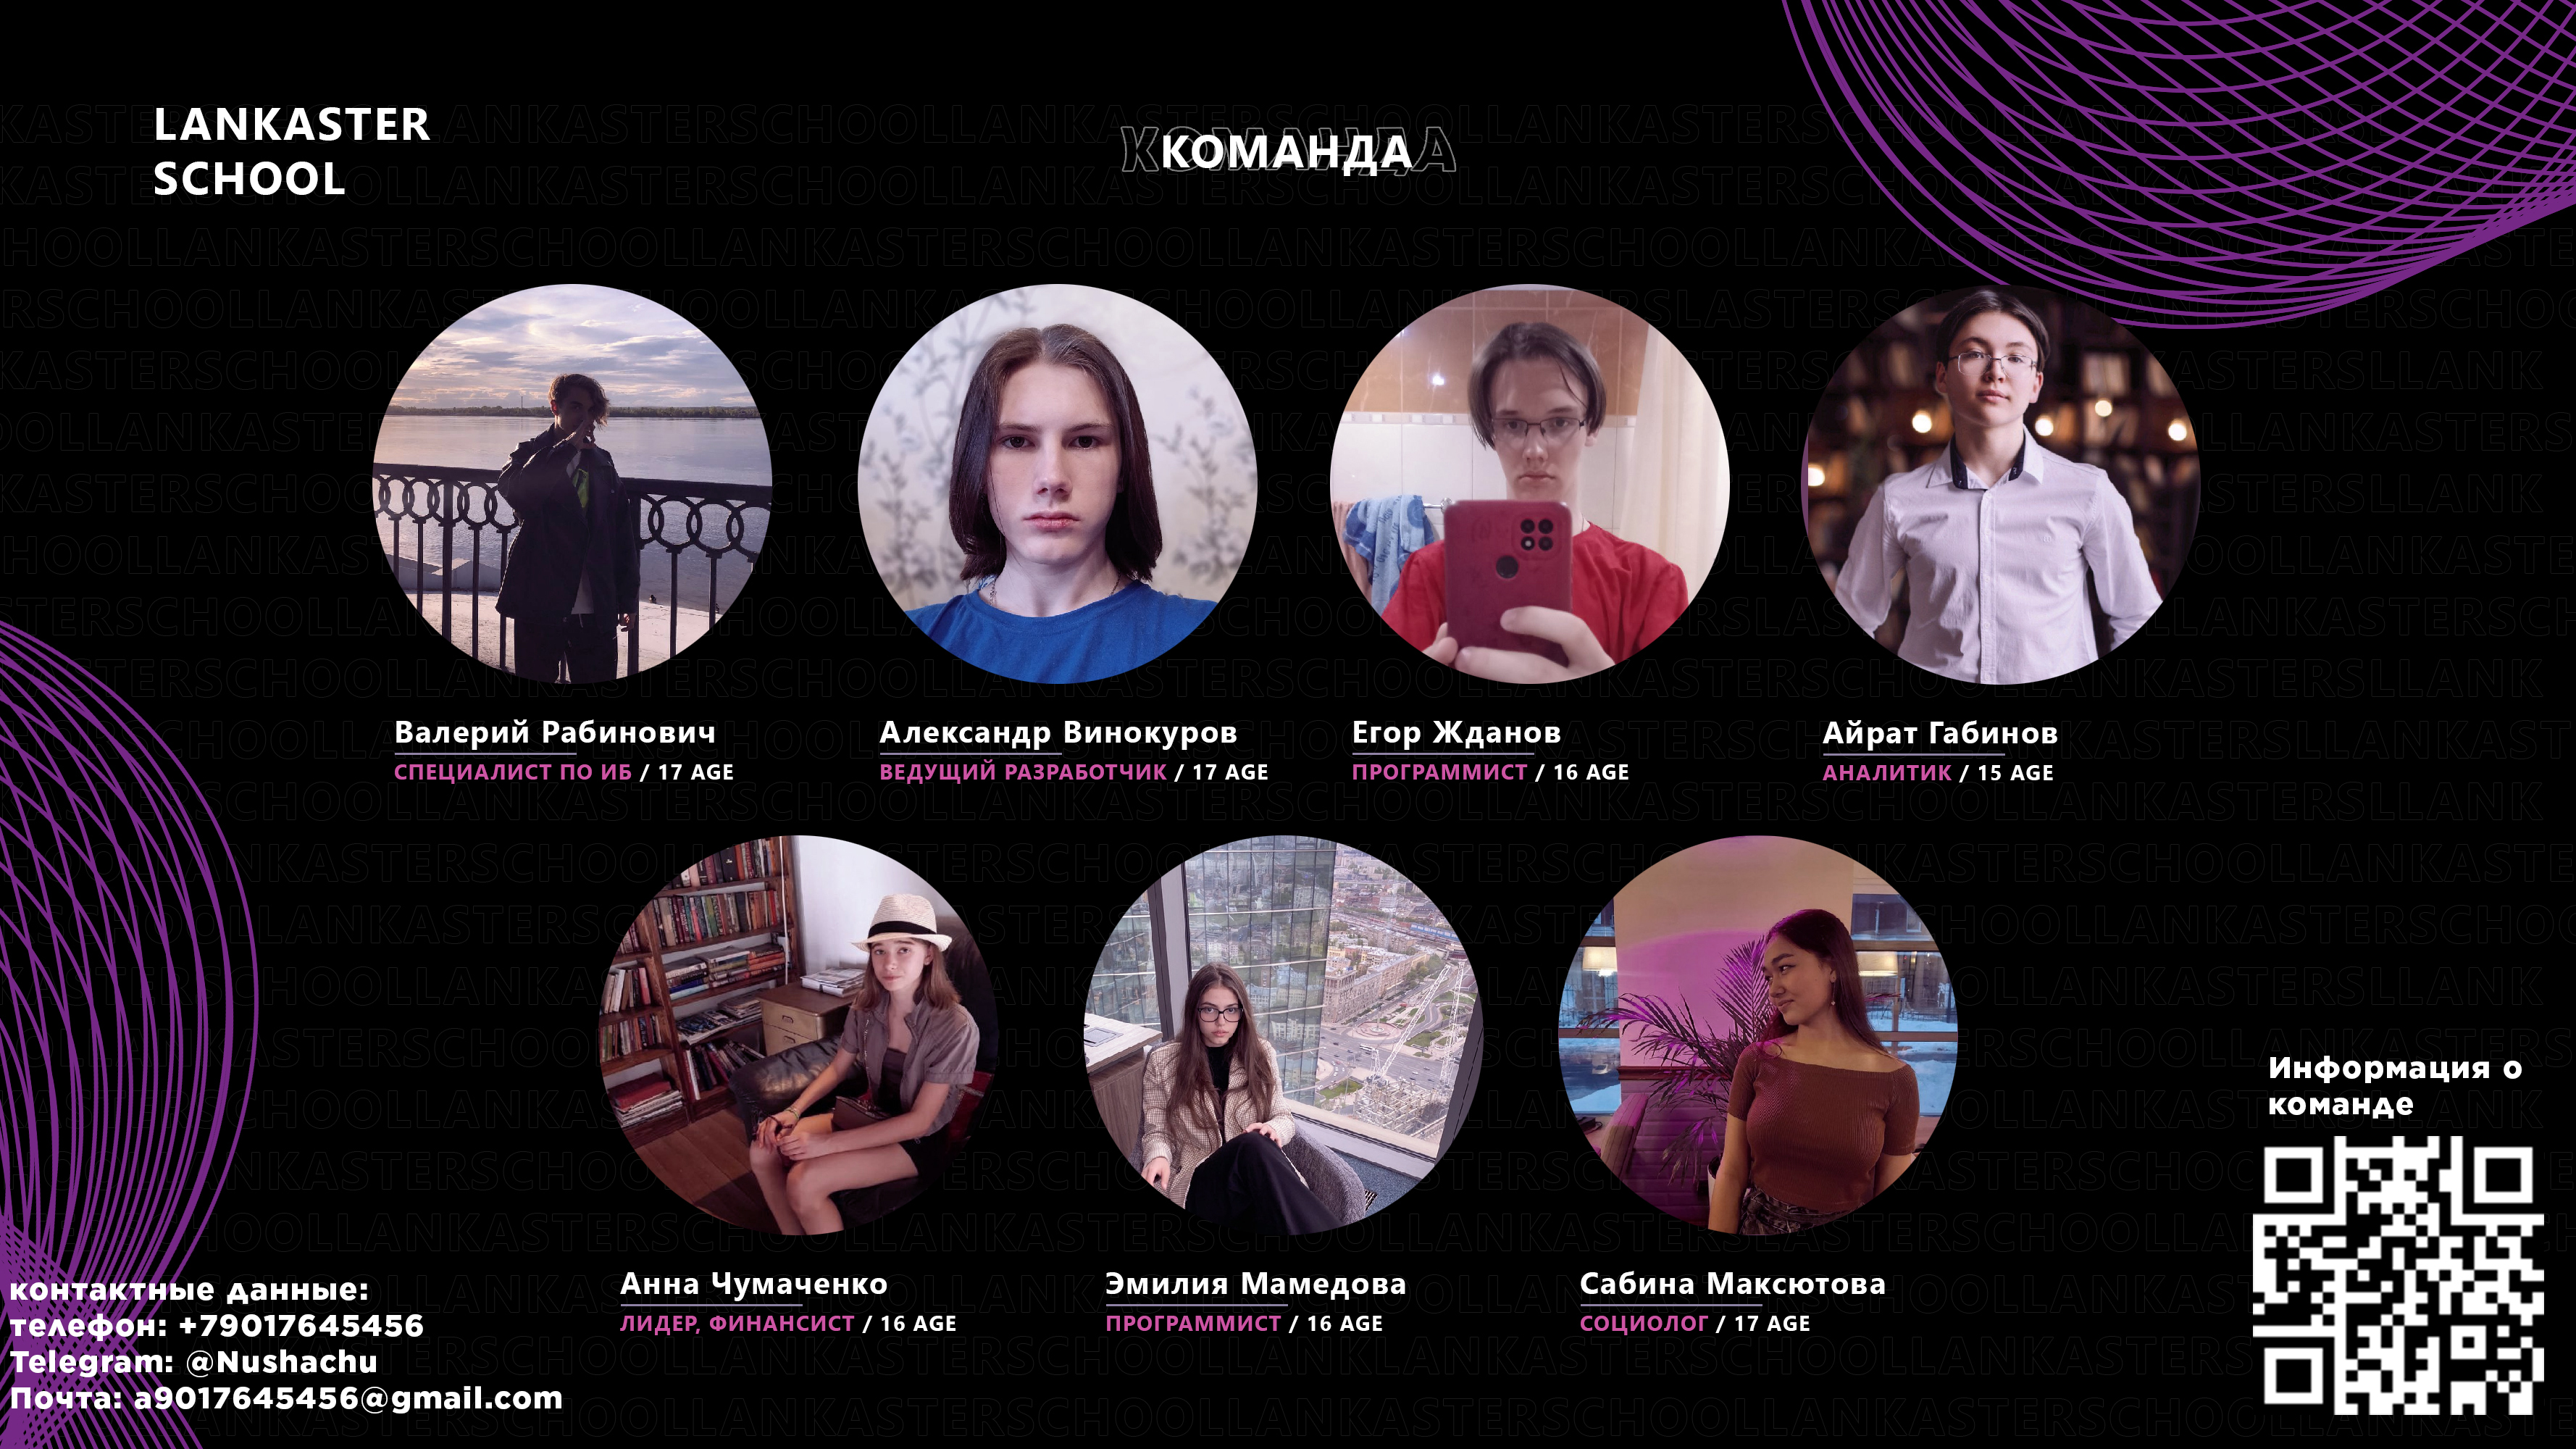 LANKASTER
SCHOOL
КОМАНДА
Валерий Рабинович
СПЕЦИАЛИСТ ПО ИБ / 17 AGE
Александр Винокуров
ВЕДУЩИЙ РАЗРАБОТЧИК / 17 AGE
Егор Жданов
ПРОГРАММИСТ / 16 AGE
Айрат Габинов
АНАЛИТИК / 15 AGE
Анна Чумаченко
ЛИДЕР, ФИНАНСИСТ / 16 AGE
Эмилия Мамедова
ПРОГРАММИСТ / 16 AGE
Сабина Максютова
СОЦИОЛОГ / 17 AGE
Информация о
команде
контактные данные:
телефон: +79017645456
Telegram: @Nushachu
Почта: a9017645456@gmail.com